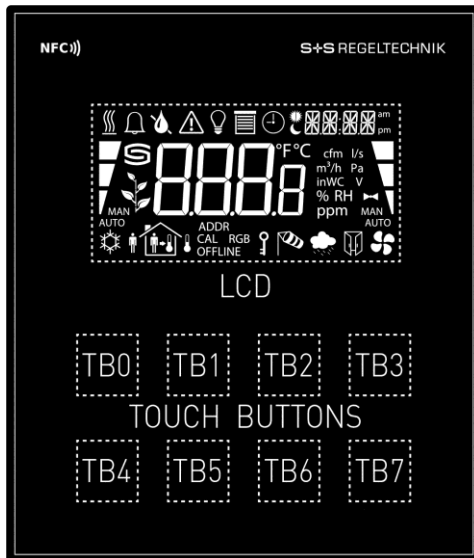 NFC
S+S REGELTECHNIK
am
pm
°F°C
cfm l/s
m³/h Pa
inWC V
% RH
ppm
MAN
AUTO
MAN
AUTO
ADDR
CAL RGB
OFFLINE
LCD
TB0 TB1 TB2 TB3
TOUCH BUTTONS
TB4 TB5 TB6 TB7